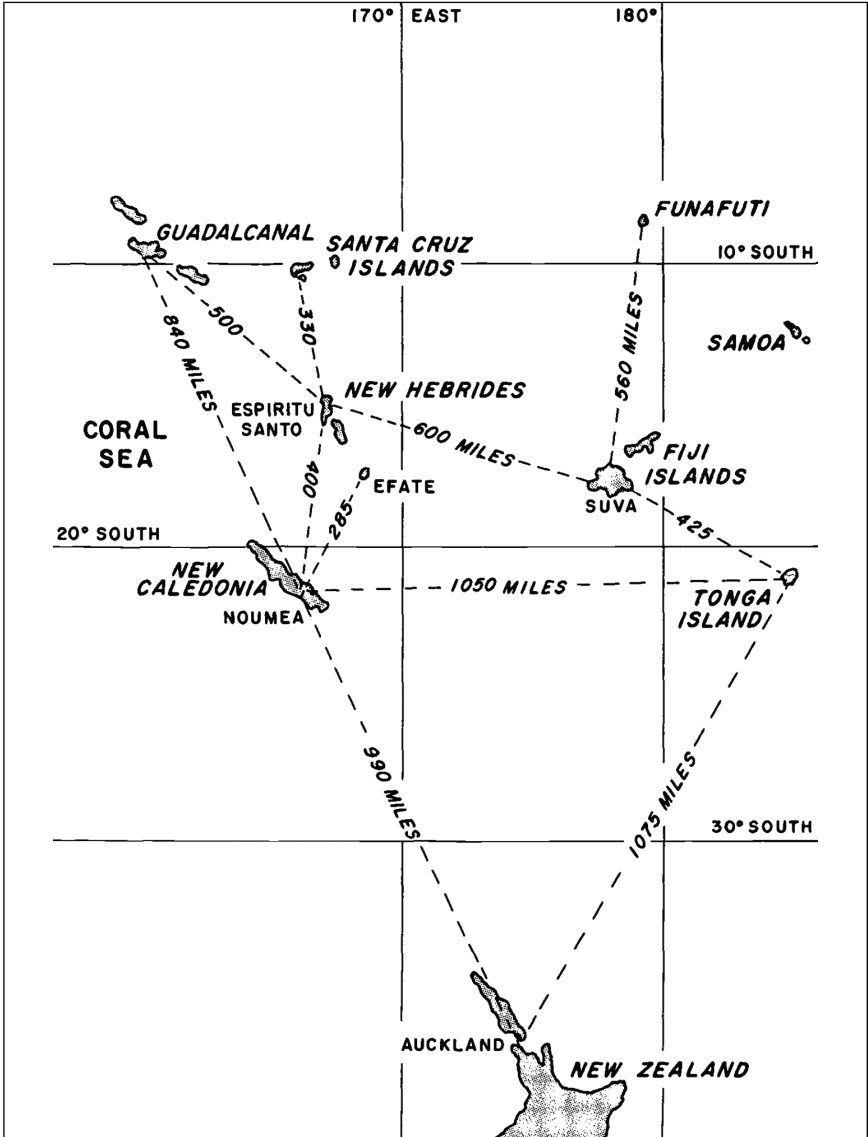 170° EAST
180°
FUNAFUTI
GUADALCANAL
SANTA CRUZ
ISLANDS
10° SOUTH
840 MILES
500
330
560 MILES
SAMOA
NEW HEBRIDES
ESPIRITU
SANTO
CORAL
SEA
600 MILES
FIJI
ISLANDS
400
EFATE
285
SUVA
425
20° SOUTH
NEW
CALEDONIA
1050 MILES
TONGA
ISLAND
NOUMEA
990 MILES
1075 MILES
30° SOUTH
AUCKLAND
NEW ZEALAND